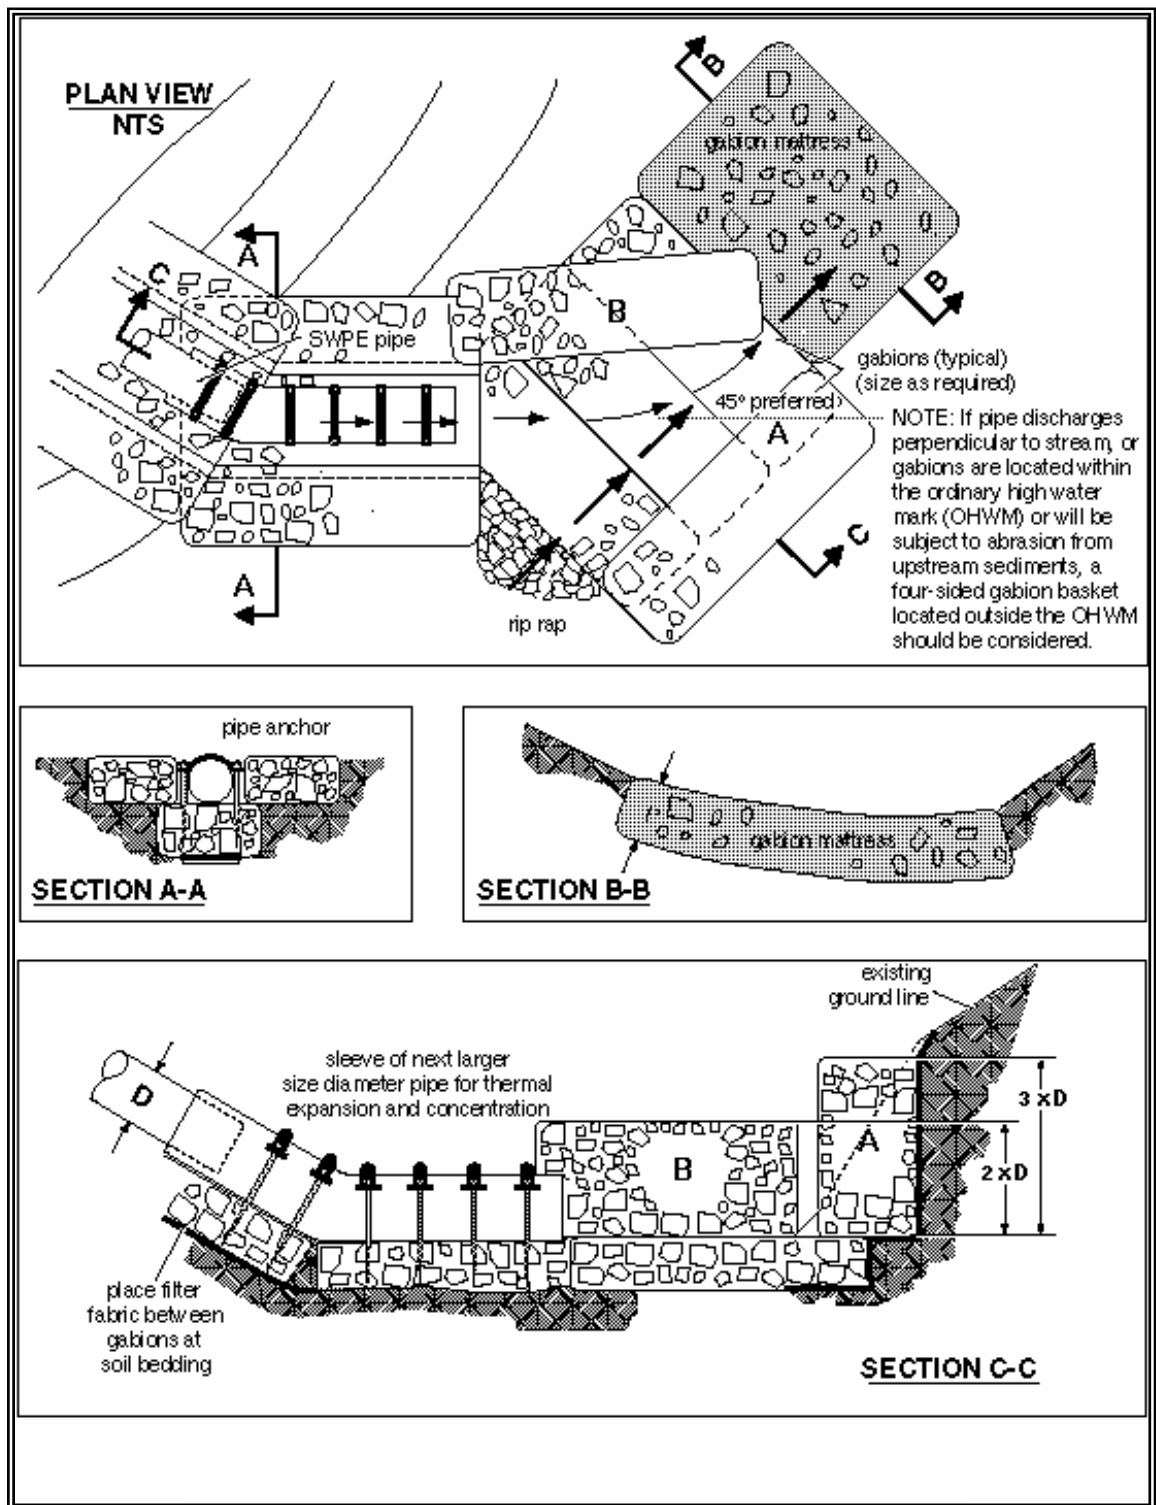 PLAN VIEW
NTS
B
D
gabion mattress
A
C
B
B
SWPE pipe
gabions (typical)
(size as required)
45° preferred
A
NOTE: If pipe discharges
perpendicular to stream, or
gabions are located within
the ordinary high water
mark (OHWM) or will be
subject to abrasion from
upstream sediments, a
four-sided gabion basket
located outside the OHWM
should be considered.
C
A
rip rap
pipe anchor
SECTION A-A
gabion mattress
SECTION B-B
existing
ground line
sleeve of next larger
size diameter pipe for thermal
expansion and concentration
D
3 x D
A
B
2 x D
place filter
fabric between
gabions at
soil bedding
SECTION C-C